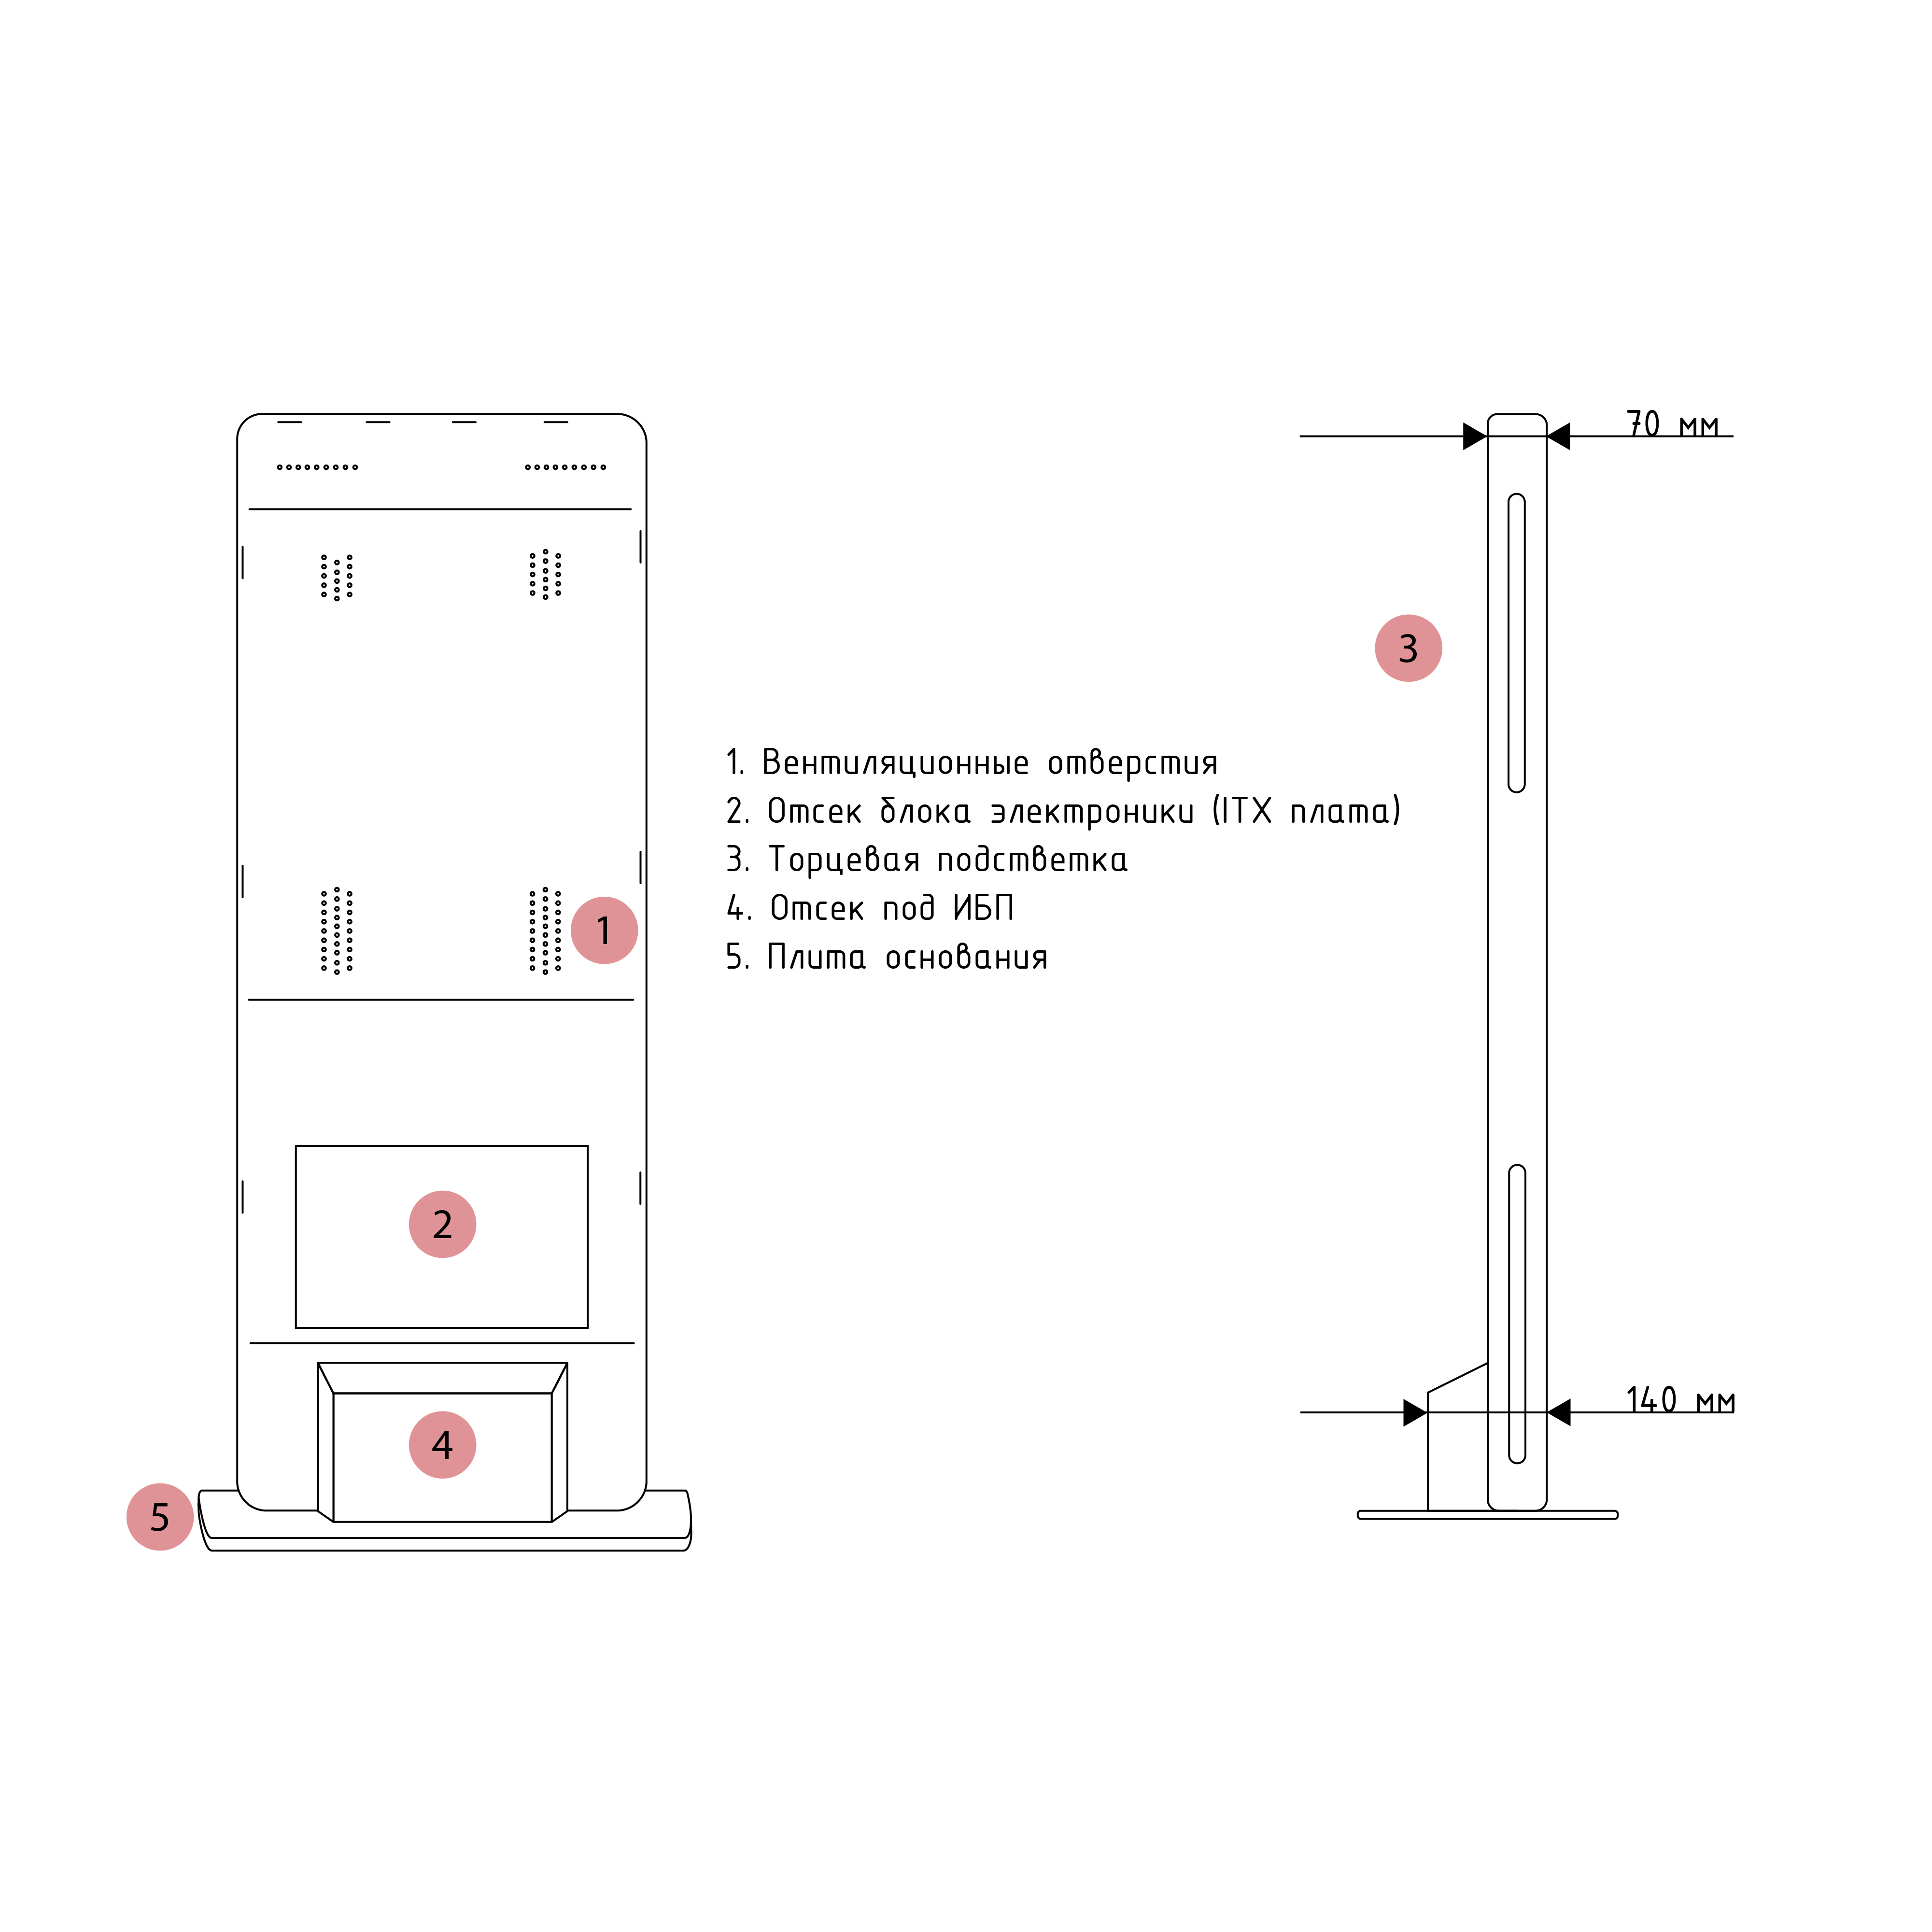 70 мм
3
1. Вентиляционные отверстия
2. Отсек блока электроники (ITX плата)
3. Торцевая подстветка
4. Отсек под ИБП
5. Плита основания
1
2
140 мм
4
5